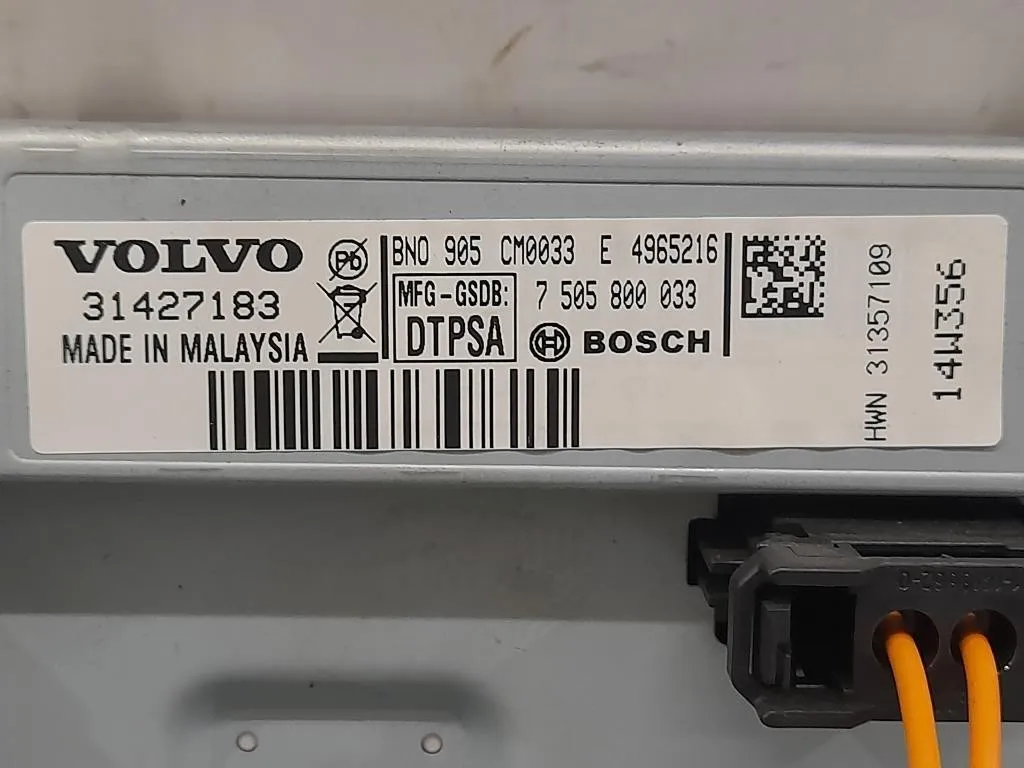 VOLVO
31427183
MADE IN MALAYSIA
Pb
BNO 905 CM0033 E 4965216
MFG-GSDB:
DTPSA
7 505 800 033
BOSCH
HWN 31357109
14W356